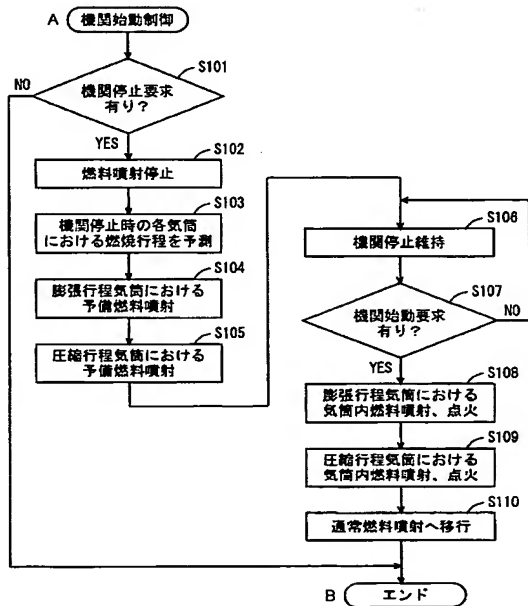 A
機関始動制御
S101
機関停止要求
有り？
NO
YES
S102
燃料噴射停止
S103
機関停止時の各気筒
における燃焼行程を予測
S104
膨張行程気筒における
予備燃料噴射
S105
圧縮行程気筒における
予備燃料噴射
S106
機関停止維持
S107
機関始動要求
有り？
NO
YES
S108
膨張行程気筒における
気筒内燃料噴射、点火
S109
圧縮行程気筒における
気筒内燃料噴射、点火
S110
通常燃料噴射へ移行
B
エンド